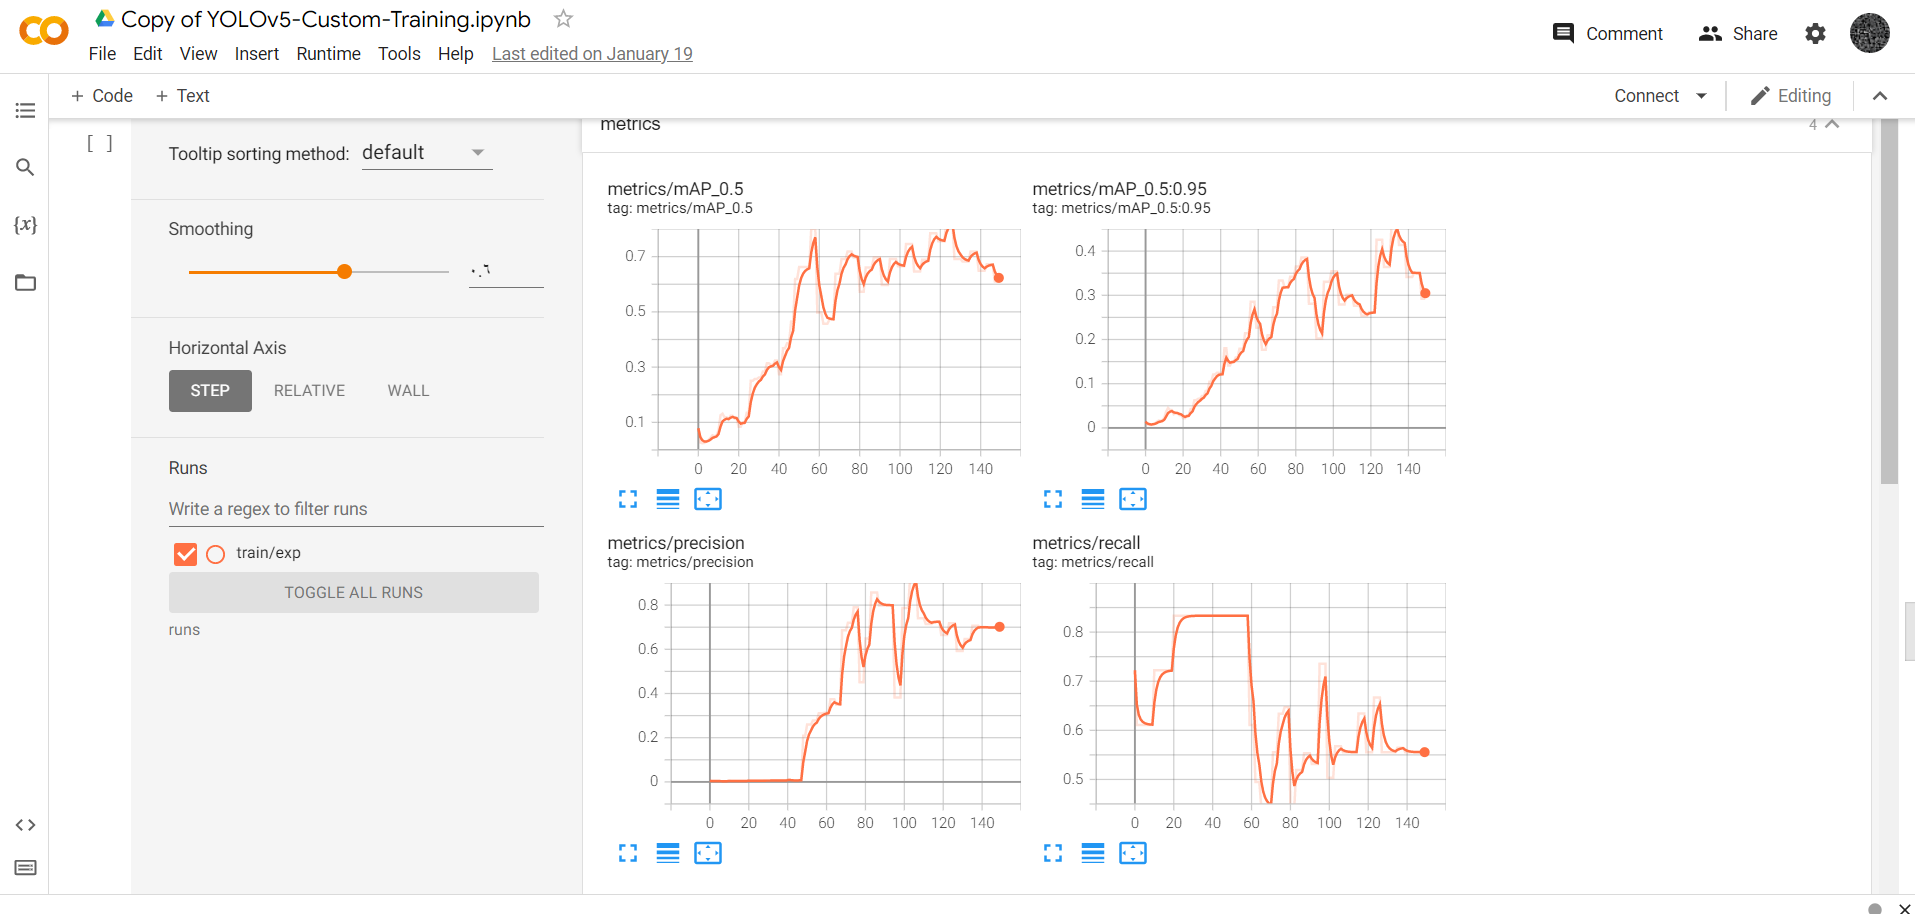 Copy of YOLOv5-Custom-Training.ipynb
File Edit View Insert Runtime Tools Help Last edited on January 19
Comment Share
+ Code + Text
Connect Editing
[ ]
Tooltip sorting method: default
Smoothing
Horizontal Axis
STEP RELATIVE WALL
Runs
Write a regex to filter runs
train/exp
TOGGLE ALL RUNS
runs
{x}
metrics
4
metrics/mAP_0.5
tag: metrics/mAP_0.5
0.7
0.5
0.3
0.1
0 20 40 60 80 100 120 140
metrics/mAP_0.5:0.95
tag: metrics/mAP_0.5:0.95
0.4
0.3
0.2
0.1
0
0 20 40 60 80 100 120 140
metrics/precision
tag: metrics/precision
0.8
0.6
0.4
0.2
0
0 20 40 60 80 100 120 140
metrics/recall
tag: metrics/recall
0.8
0.7
0.6
0.5
0 20 40 60 80 100 120 140